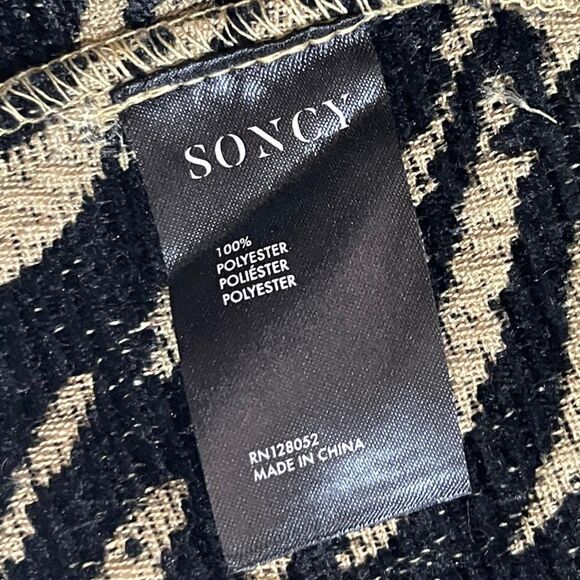 SONCY
100%
POLYESTER
POLIÉSTER
POLYESTER
RN128052
MADE IN CHINA